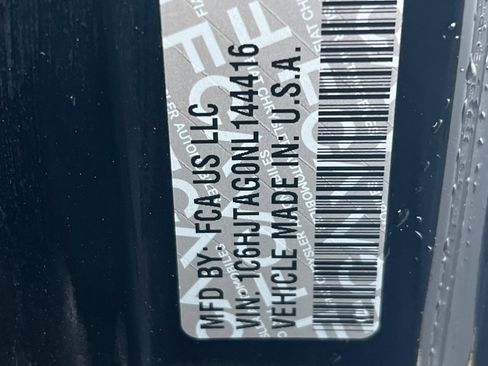 MFD BY: FCA US LLC
VIN: 1C6HJTAG0NL144416
VEHICLE MADE IN: U.S.A.